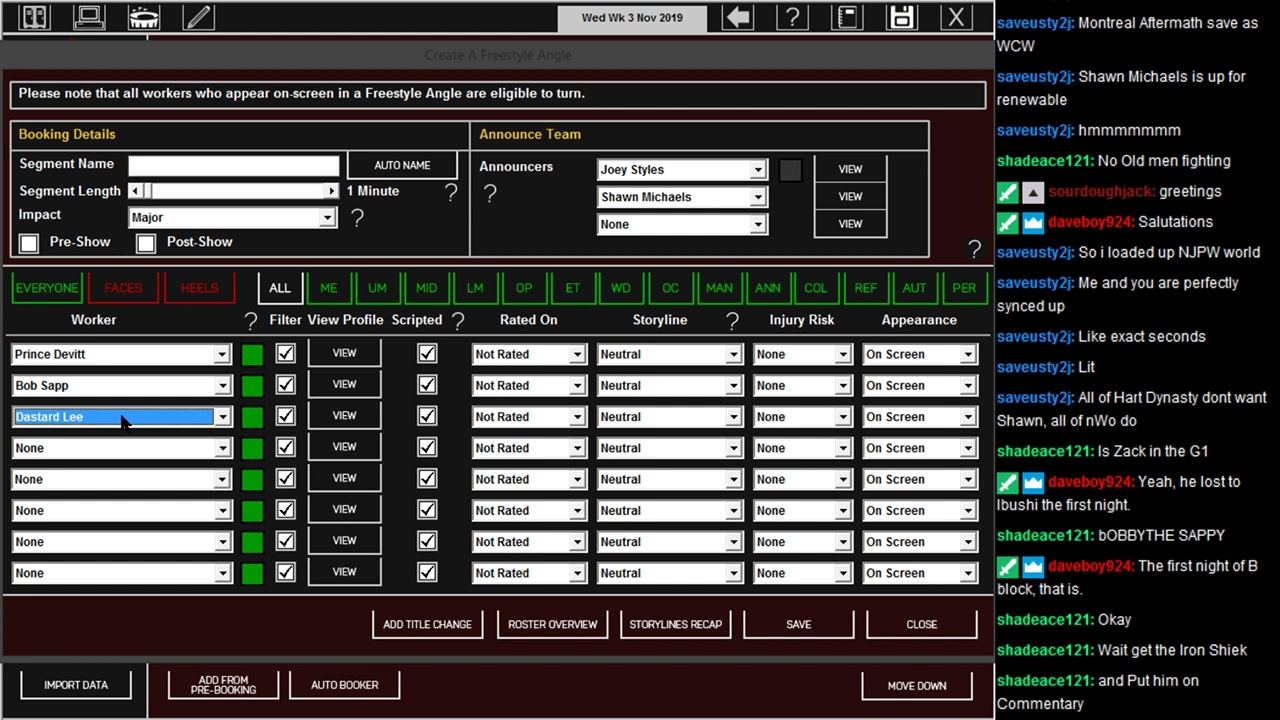 Wed Wk 3 Nov 2019
Create A Freestyle Angle
Please note that all workers who appear on-screen in a Freestyle Angle are eligible to turn.
Booking Details
Segment Name
AUTO NAME
Segment Length
1 Minute
?
Impact
Major
?
Pre-Show
Post-Show
Announce Team
Announcers
Joey Styles
VIEW
?
Shawn Michaels
VIEW
None
VIEW
?
EVERYONE FACES HEELS ALL ME UM MID LM OP ET WD OC MAN ANN COL REF AUT PER
Worker ? Filter View Profile Scripted ? Rated On Storyline ? Injury Risk Appearance
Prince Devitt VIEW Not Rated Neutral None On Screen
Bob Sapp VIEW Not Rated Neutral None On Screen
Dastard Lee VIEW Not Rated Neutral None On Screen
None VIEW Not Rated Neutral None On Screen
None VIEW Not Rated Neutral None On Screen
None VIEW Not Rated Neutral None On Screen
None VIEW Not Rated Neutral None On Screen
None VIEW Not Rated Neutral None On Screen
ADD TITLE CHANGE ROSTER OVERVIEW STORYLINES RECAP SAVE CLOSE
IMPORT DATA
ADD FROM
PRE-BOOKING
AUTO BOOKER
MOVE DOWN
saveusty2j: Montreal Aftermath save as
WCW
saveusty2j: Shawn Michaels is up for
renewable
saveusty2j: hmmmmmmm
shadeace121: No Old men fighting
sourdoughjack: greetings
daveboy924: Salutations
saveusty2j: So i loaded up NJPW world
saveusty2j: Me and you are perfectly
synced up
saveusty2j: Like exact seconds
saveusty2j: Lit
saveusty2j: All of Hart Dynasty dont want
Shawn, all of nWo do
shadeace121: Is Zack in the G1
daveboy924: Yeah, he lost to
Ibushi the first night.
shadeace121: bOBBYTHE SAPPY
daveboy924: The first night of B
block, that is.
shadeace121: Okay
shadeace121: Wait get the Iron Shiek
shadeace121: and Put him on
Commentary